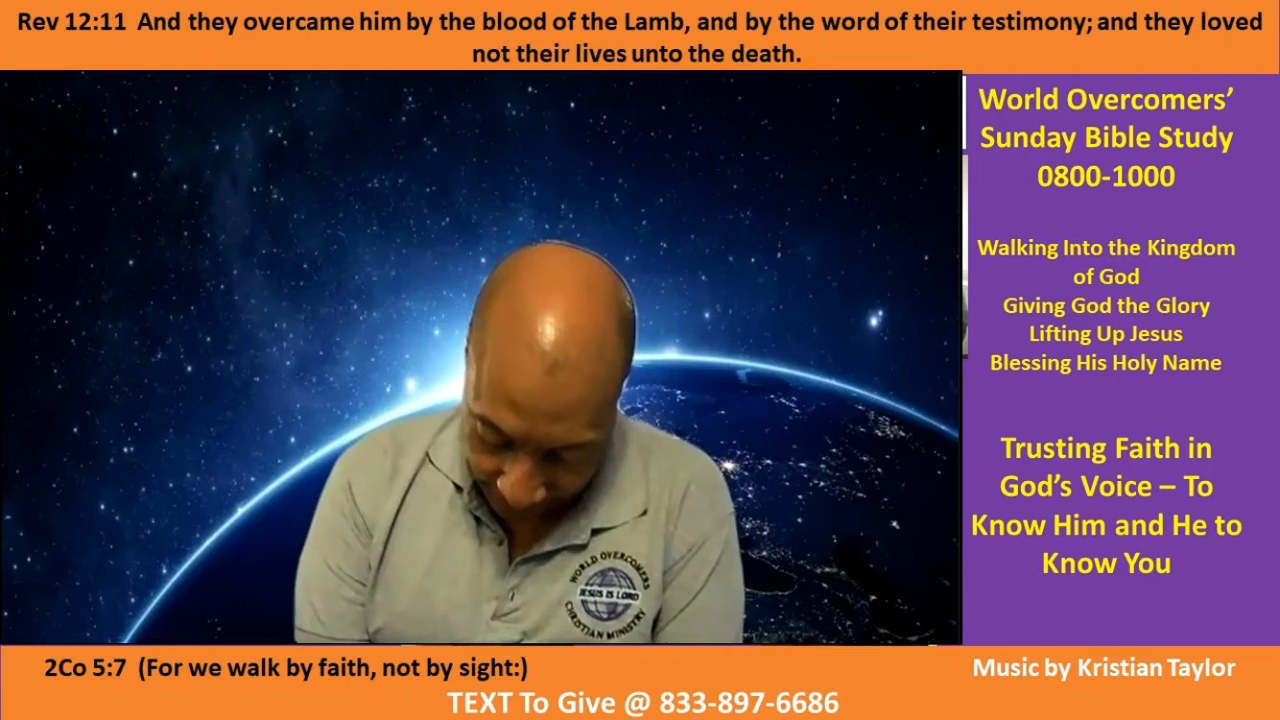 Rev 12:11  And they overcame him by the blood of the Lamb, and by the word of their testimony; and they loved
not their lives unto the death.
World Overcomers’
Sunday Bible Study
0800-1000
Walking Into the Kingdom
of God
Giving God the Glory
Lifting Up Jesus
Blessing His Holy Name
Trusting Faith in
God’s Voice – To
Know Him and He to
Know You
WORLD OVERCOMERS
JESUS IS LORD
CHRISTIAN MINISTRY
2Co 5:7  (For we walk by faith, not by sight:)
Music by Kristian Taylor
TEXT To Give @ 833-897-6686